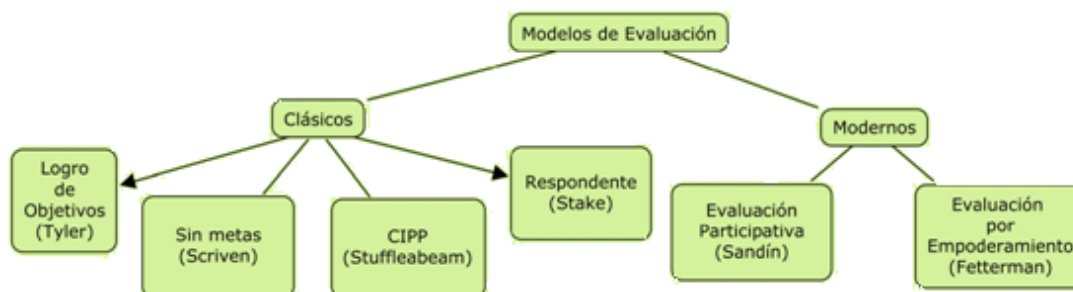 Modelos de Evaluación
Clásicos
Modernos
Logro
de
Objetivos
(Tyler)
Sin metas
(Scriven)
CIPP
(Stuffleabeam)
Respondente
(Stake)
Evaluación
Participativa
(Sandín)
Evaluación
por
Empoderamiento
(Fetterman)